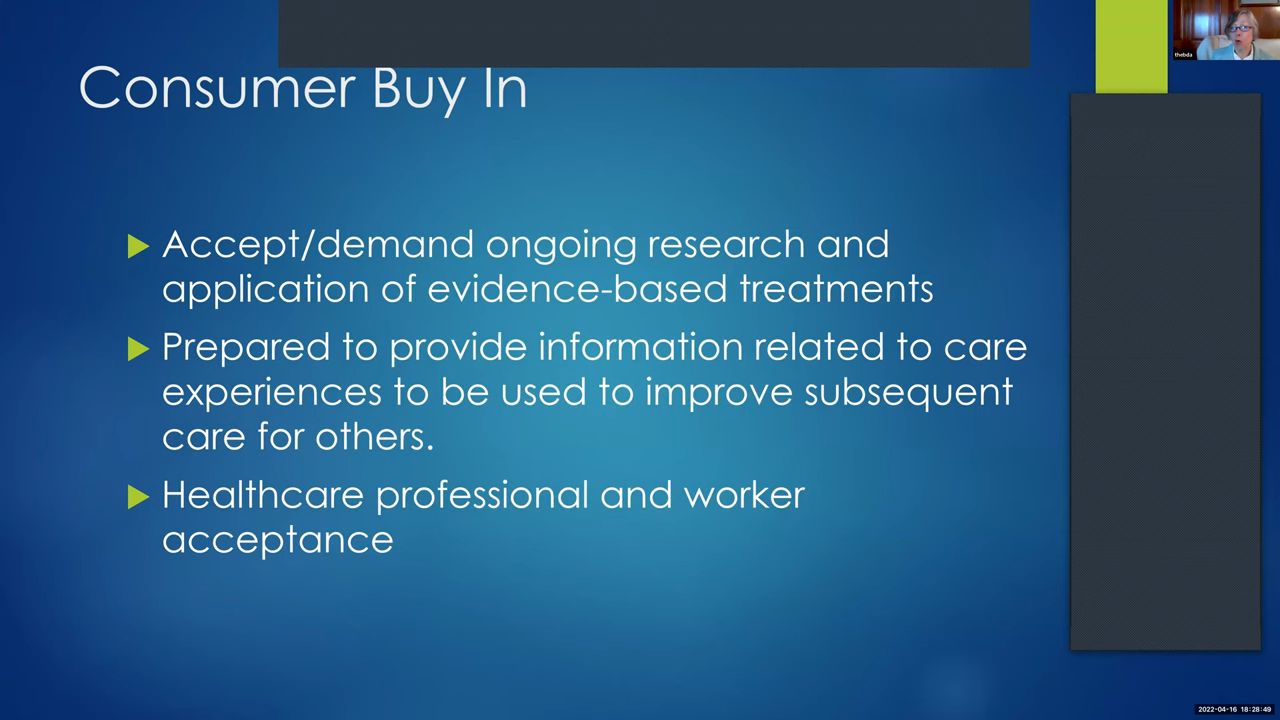 Consumer Buy In
Accept/demand ongoing research and
application of evidence-based treatments
Prepared to provide information related to care
experiences to be used to improve subsequent
care for others.
Healthcare professional and worker
acceptance
thebda
2022-04-16 18:28:49